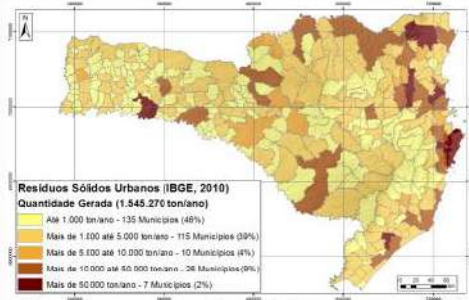 N
Resíduos Sólidos Urbanos (IBGE, 2010)
Quantidade Gerada (1.545.270 ton/ano)
Até 1.000 ton/ano - 135 Municípios (46%)
Mais de 1.000 até 5.000 ton/ano - 115 Municípios (39%)
Mais de 5.000 até 10.000 ton/ano - 10 Municípios (4%)
Mais de 10.000 até 50.000 ton/ano - 26 Municípios (9%)
Mais de 50.000 ton/ano - 7 Municípios (2%)